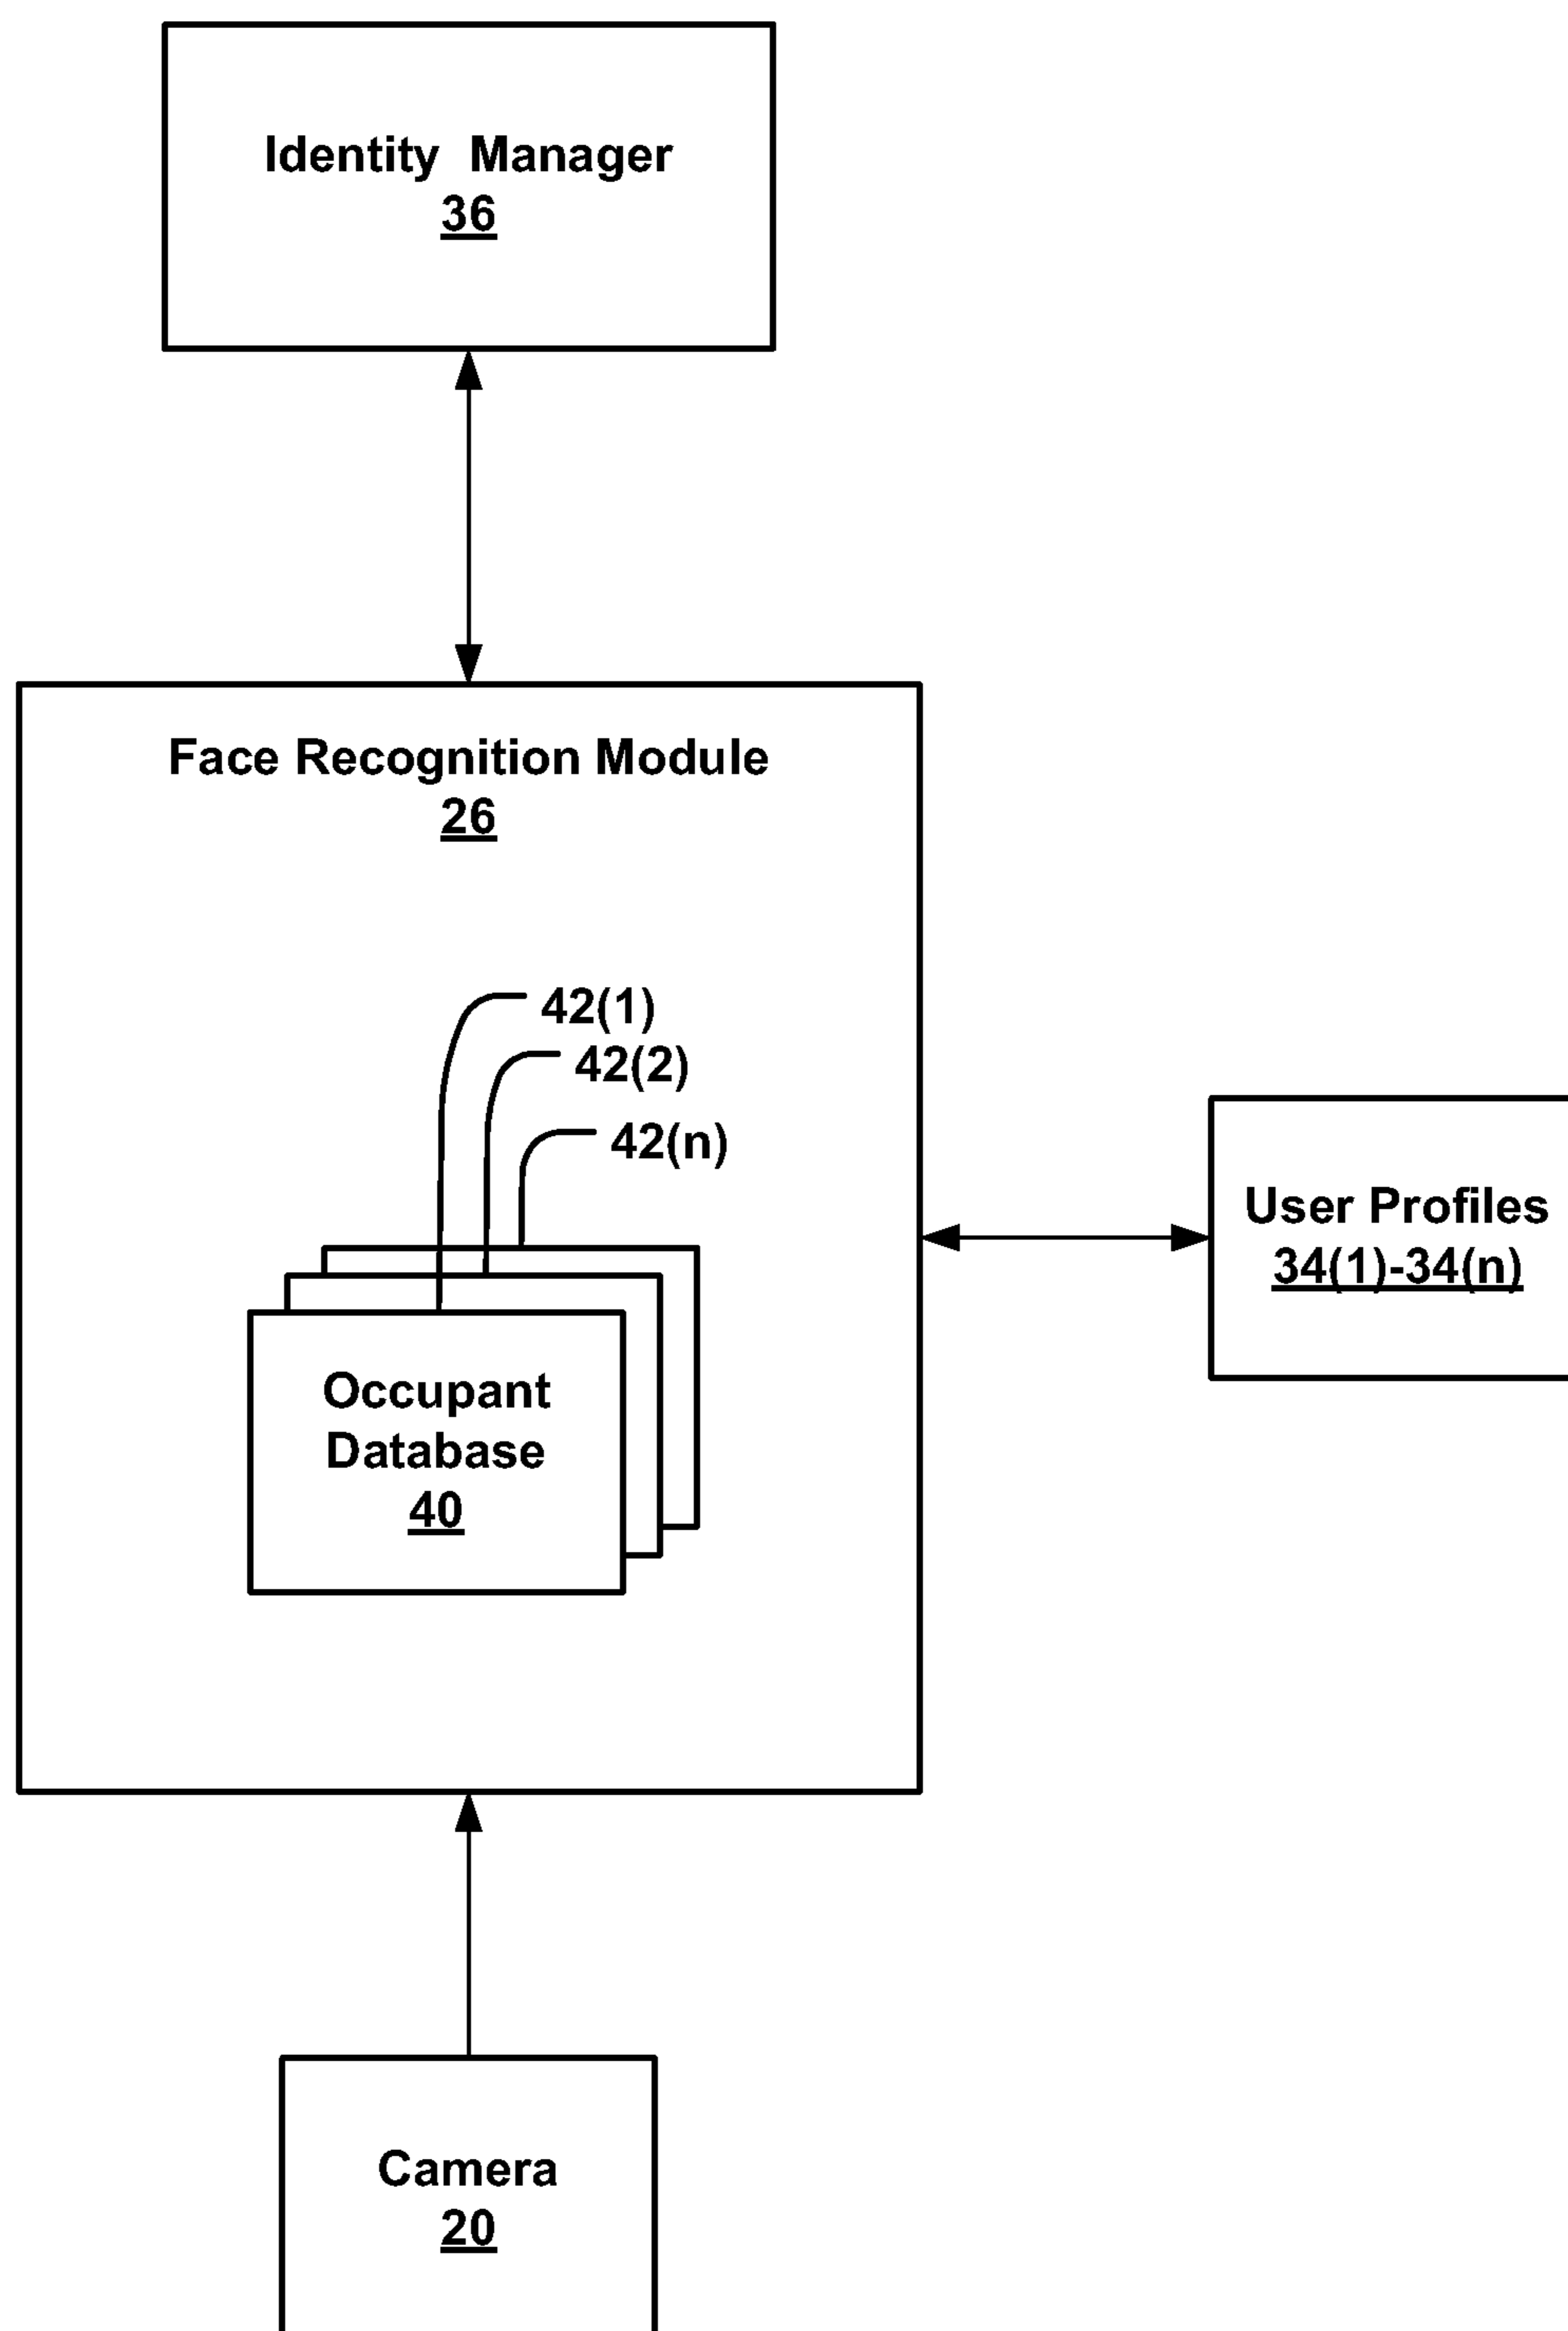 Identity Manager
36
Face Recognition Module
26
42(1)
42(2)
42(n)
User Profiles
34(1)-34(n)
Occupant
Database
40
Camera
20